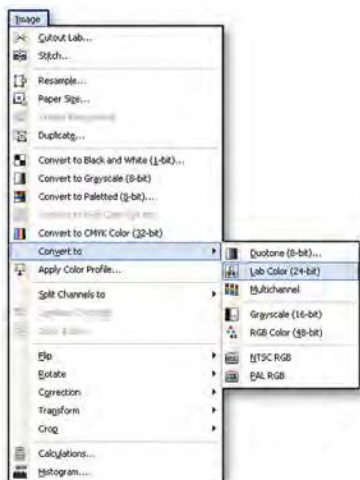 Image
Cutout Lab...
Stitch...
Resample...
Paper Size...
Duplicate...
Convert to Black and White (1-bit)...
Convert to Grayscale (8-bit)
Convert to Paletted (8-bit)...
Convert to CMYK Color (32-bit)
Convert to
Apply Color Profile...
Split Channels to
Flip
Rotate
Correction
Transform
Crop
Calculations...
Histogram...
Duotone (8-bit)...
Lab Color (24-bit)
Multichannel
Grayscale (16-bit)
RGB Color (48-bit)
NTSC RGB
PAL RGB